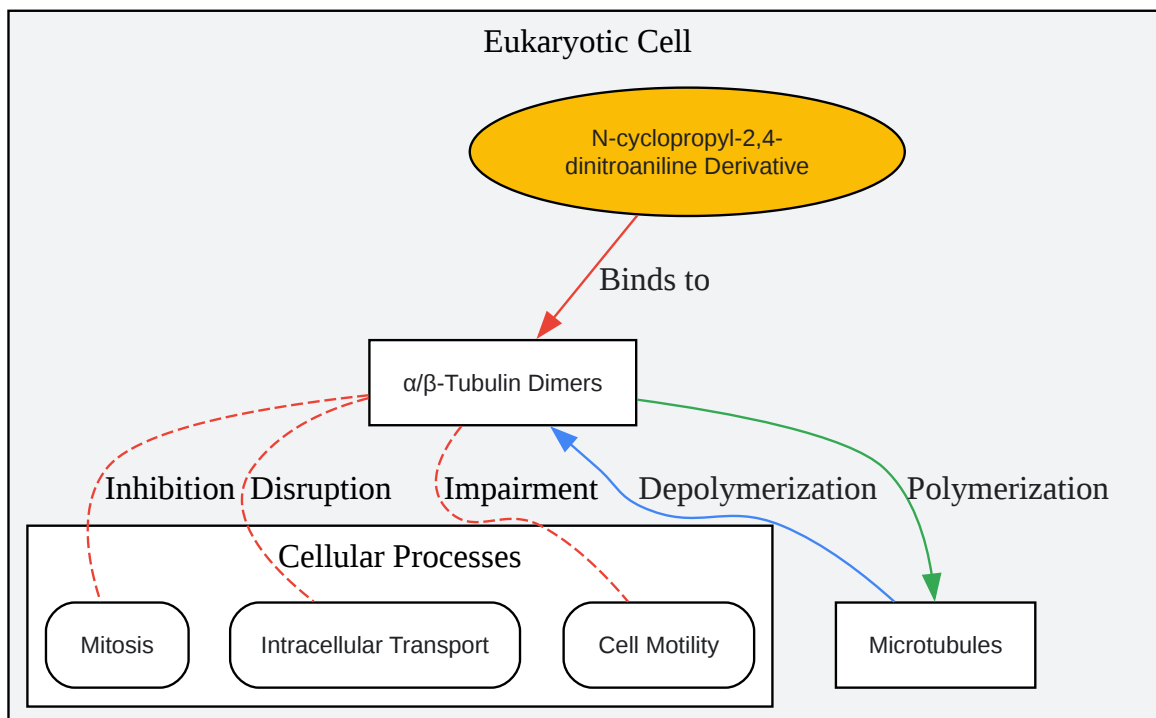 Eukaryotic Cell
N-cyclopropyl-2,4-
dinitroaniline Derivative
Binds to
α/β-Tubulin Dimers
Inhibition
Disruption
Impairment
Depolymerization
Polymerization
Cellular Processes
Mitosis
Intracellular Transport
Cell Motility
Microtubules